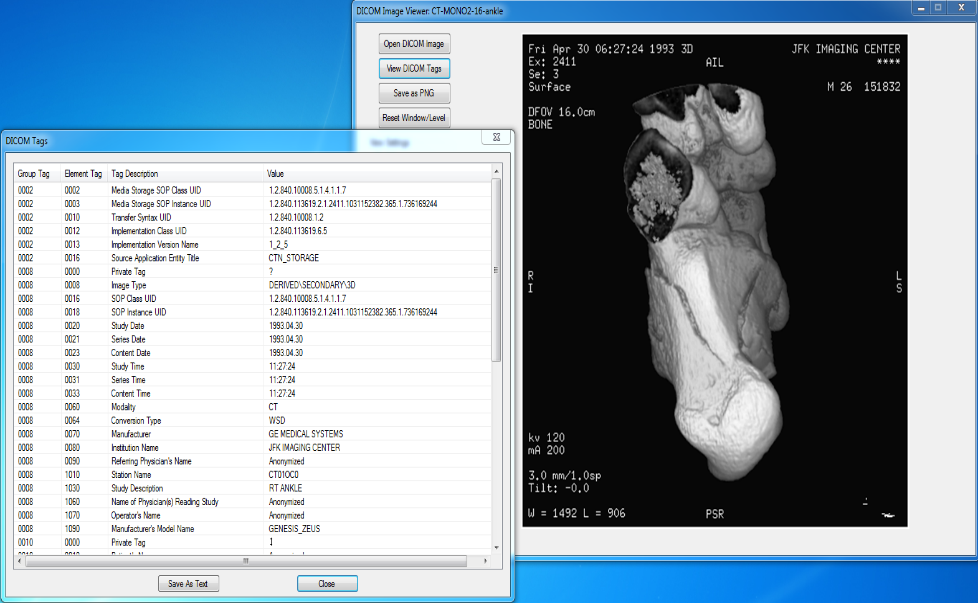 DICOM Image Viewer: CT-MONO2-16-ankle
Open DICOM Image
View DICOM Tags
Save as PNG
Reset Window/Level
Fri Apr 30 06:27:24 1993 3D
Ex: 2411
Se: 3
Surface
DFOV 16.0cm
BONE
AIL
JFK IMAGING CENTER
****
M 26 151832
R
I
L
S
kv 120
mA 200
3.0 mm/1.0sp
Tilt: -0.0
W = 1492 L = 906
PSR
DICOM Tags
Group Tag Element Tag Tag Description Value
0002 0002 Media Storage SOP Class UID 1.2.840.10008.5.1.4.1.1.7
0002 0003 Media Storage SOP Instance UID 1.2.840.113619.2.1.2411.1031152382.365.1.736169244
0002 0010 Transfer Syntax UID 1.2.840.10008.1.2
0002 0012 Implementation Class UID 1.2.840.113619.6.5
0002 0013 Implementation Version Name 1_2_5
0002 0016 Source Application Entity Title CTN_STORAGE
0008 0000 Private Tag ?
0008 0008 Image Type DERIVED\SECONDARY\3D
0008 0016 SOP Class UID 1.2.840.10008.5.1.4.1.1.7
0008 0018 SOP Instance UID 1.2.840.113619.2.1.2411.1031152382.365.1.736169244
0008 0020 Study Date 1993.04.30
0008 0021 Series Date 1993.04.30
0008 0023 Content Date 1993.04.30
0008 0030 Study Time 11:27:24
0008 0031 Series Time 11:27:24
0008 0033 Content Time 11:27:24
0008 0060 Modality CT
0008 0064 Conversion Type WSD
0008 0070 Manufacturer GE MEDICAL SYSTEMS
0008 0080 Institution Name JFK IMAGING CENTER
0008 0090 Referring Physician's Name Anonymized
0008 1010 Station Name CT01OC0
0008 1030 Study Description RT ANKLE
0008 1060 Name of Physician(s) Reading Study Anonymized
0008 1070 Operator's Name Anonymized
0008 1090 Manufacturer's Model Name GENESIS_ZEUS
0010 0000 Private Tag
Save As Text
Close